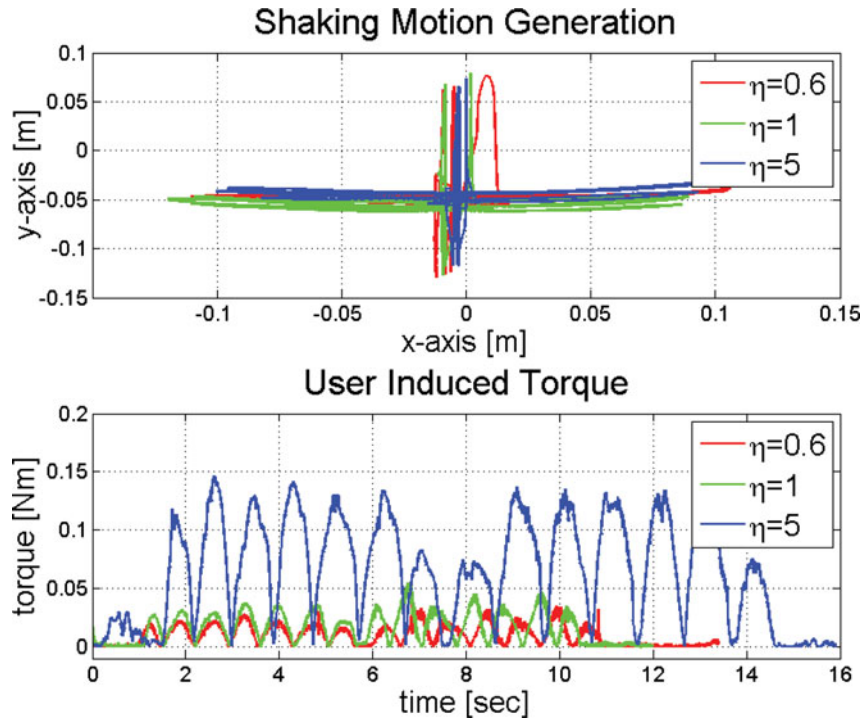 Shaking Motion Generation
0.1
0.05
0
-0.05
-0.1
-0.15
y-axis [m]
η=0.6
η=1
η=5
-0.1
-0.05
0
0.05
0.1
0.15
x-axis [m]
User Induced Torque
0.2
0.15
0.1
0.05
0
torque [Nm]
η=0.6
η=1
η=5
0
2
4
6
8
10
12
14
16
time [sec]